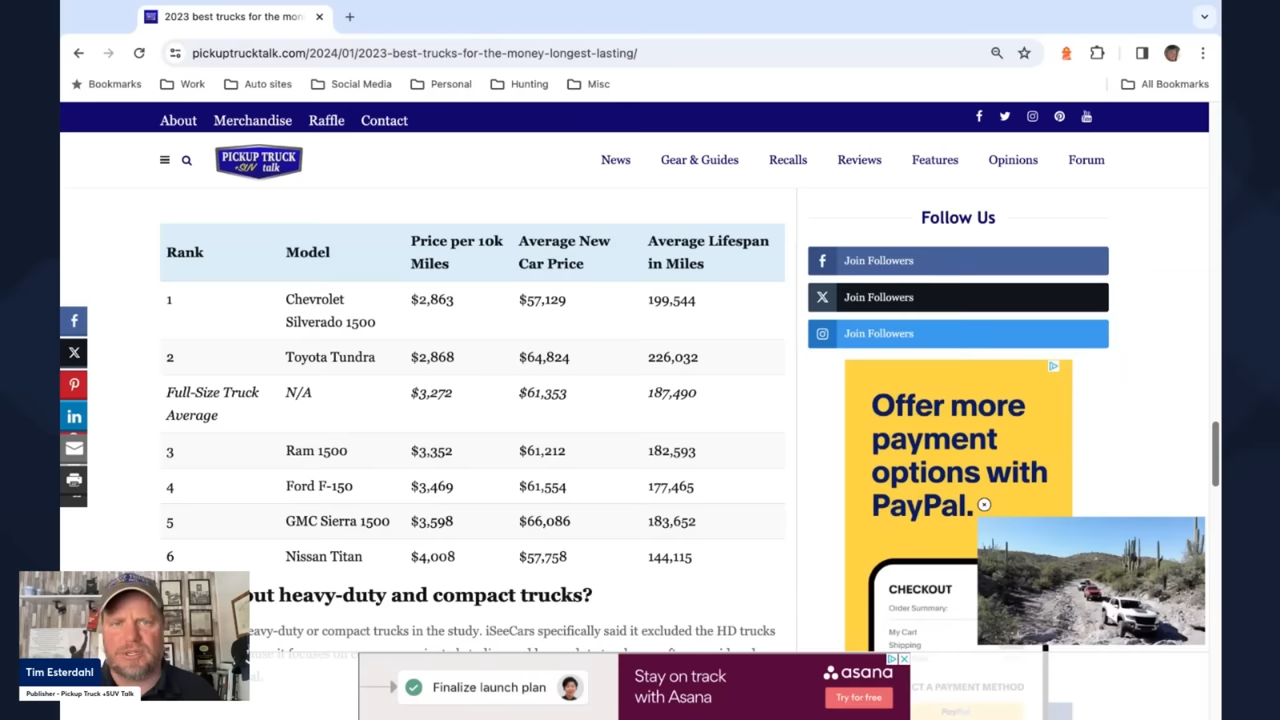 2023 best trucks for the mon
pickuptrucktalk.com/2024/01/2023-best-trucks-for-the-money-longest-lasting/
Bookmarks Work Auto sites Social Media Personal Hunting Misc All Bookmarks
About Merchandise Raffle Contact
PICKUP TRUCK
+SUV talk
News Gear & Guides Recalls Reviews Features Opinions Forum
Rank Model Price per 10k Miles Average New Car Price Average Lifespan in Miles
1 Chevrolet Silverado 1500 $2,863 $57,129 199,544
2 Toyota Tundra $2,868 $64,824 226,032
Full-Size Truck Average N/A $3,272 $61,353 187,490
3 Ram 1500 $3,352 $61,212 182,593
4 Ford F-150 $3,469 $61,554 177,465
5 GMC Sierra 1500 $3,598 $66,086 183,652
6 Nissan Titan $4,008 $57,758 144,115
out heavy-duty and compact trucks?
eavy-duty or compact trucks in the study. iSeeCars specifically said it excluded the HD trucks
Follow Us
Join Followers
Join Followers
Join Followers
Offer more
payment
options with
PayPal.
CHECKOUT
Order Summary:
My Cart
Shipping
CT A PAYMENT METHOD
PayPal
Finalize launch plan
Stay on track
with Asana
asana
Try for free
Tim Esterdahl
Publisher - Pickup Truck +SUV Talk